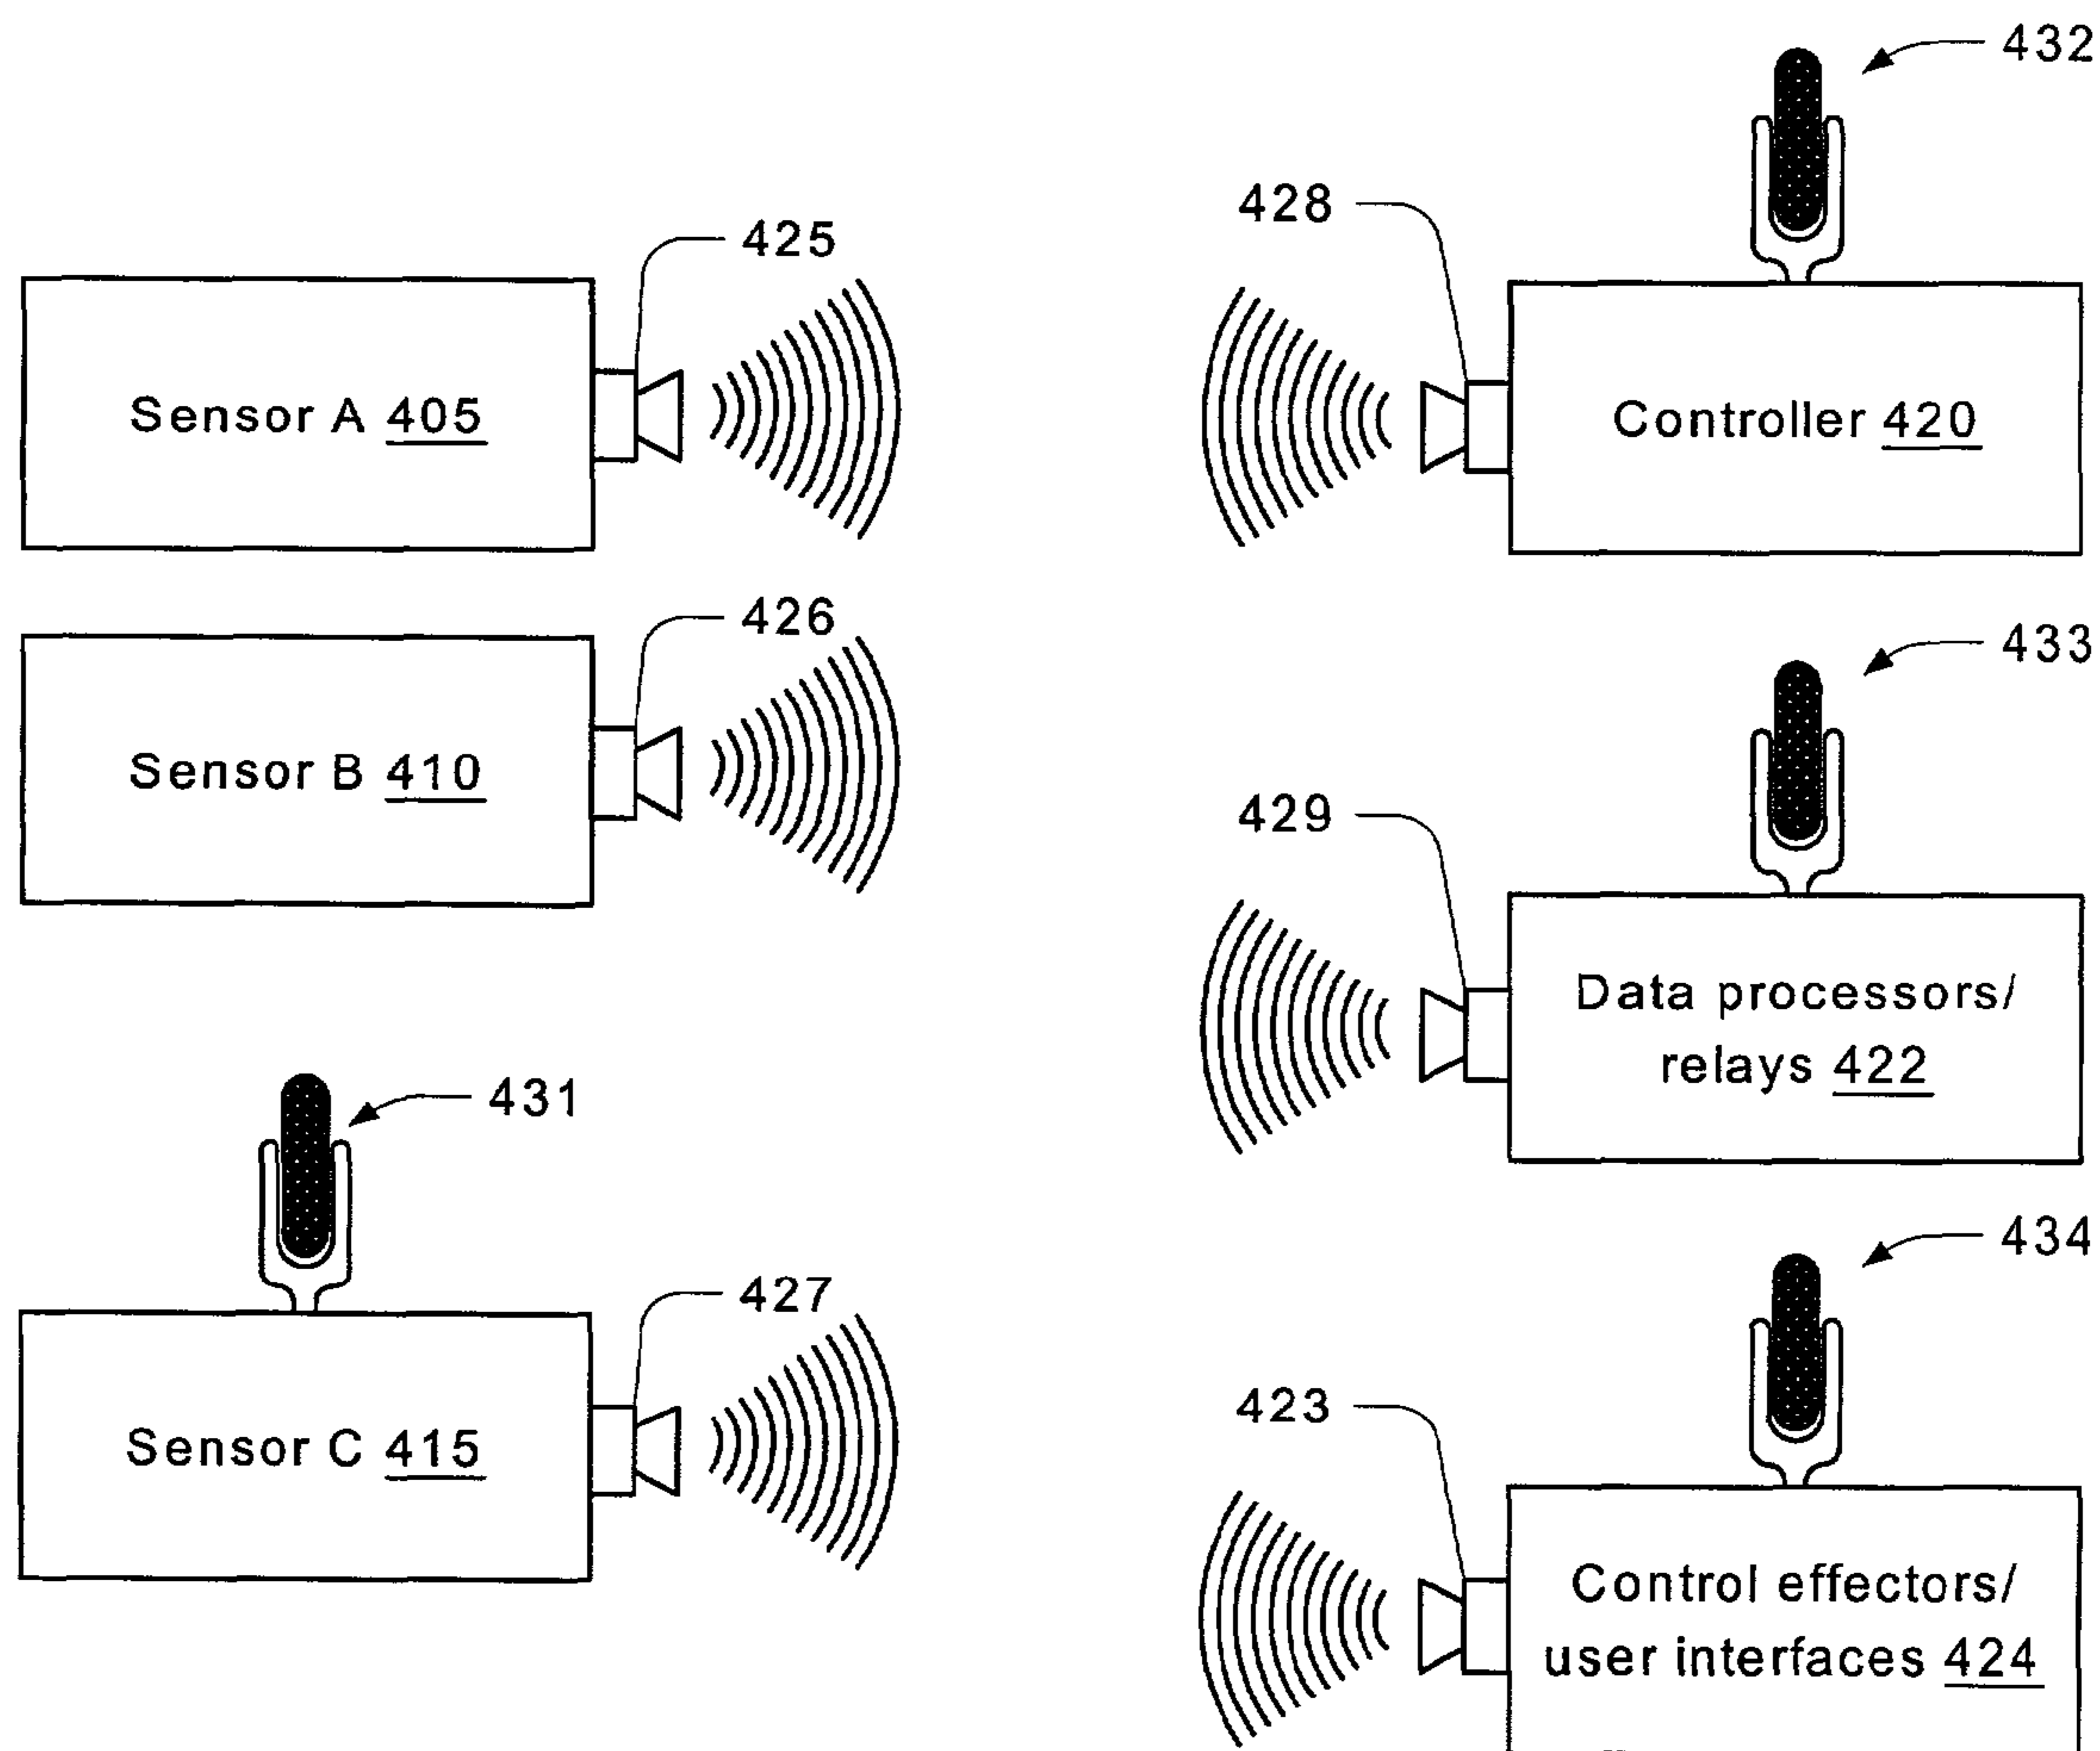 432
428
425
Sensor A 405
Controller 420
426
433
Sensor B 410
429
Data processors/
relays 422
431
434
427
423
Sensor C 415
Control effectors/
user interfaces 424